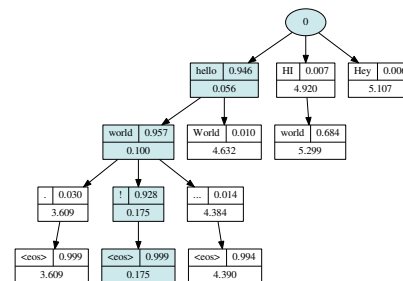 0
hello 0.946 HI 0.007 Hey 0.006
0.056 4.920 5.107
world 0.957 World 0.010 world 0.684
0.100 4.632 5.299
. 0.030 ! 0.928 ... 0.014
3.609 0.175 4.384
<eos> 0.999 <eos> 0.999 <eos> 0.994
3.609 0.175 4.390